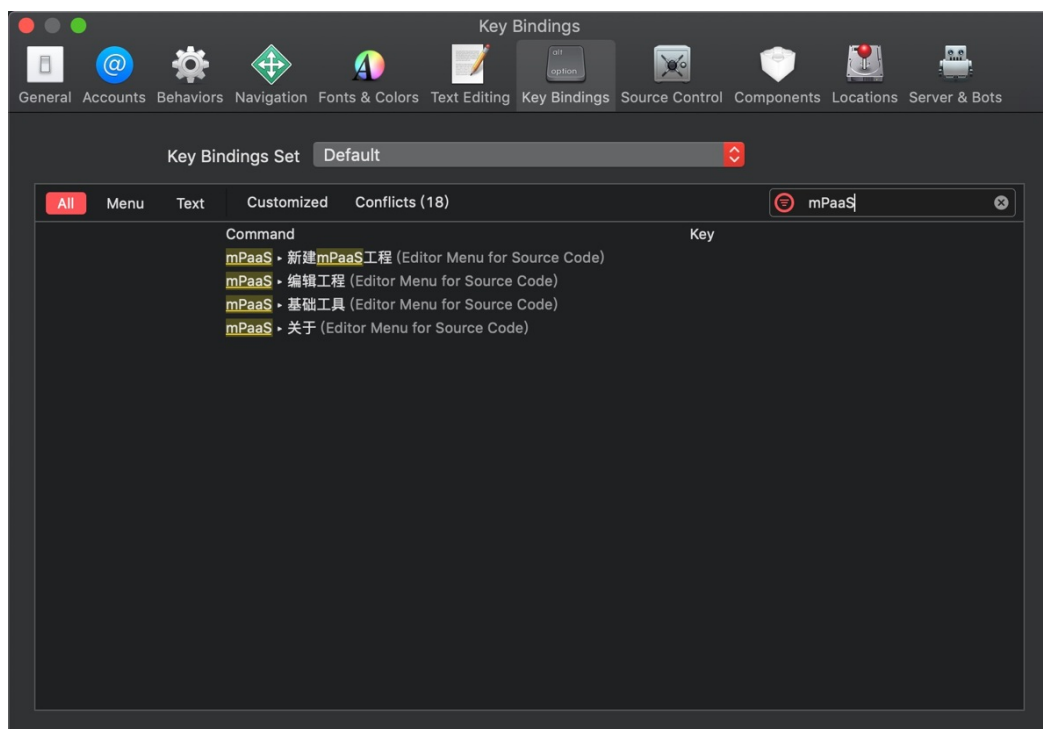 Key Bindings
@
alt
option
General Accounts Behaviors Navigation Fonts & Colors Text Editing Key Bindings Source Control Components Locations Server & Bots
Key Bindings Set Default
All Menu Text Customized Conflicts (18) mPaaS
Command Key
mPaaS ▸ 新建mPaaS工程 (Editor Menu for Source Code)
mPaaS ▸ 编辑工程 (Editor Menu for Source Code)
mPaaS ▸ 基础工具 (Editor Menu for Source Code)
mPaaS ▸ 关于 (Editor Menu for Source Code)